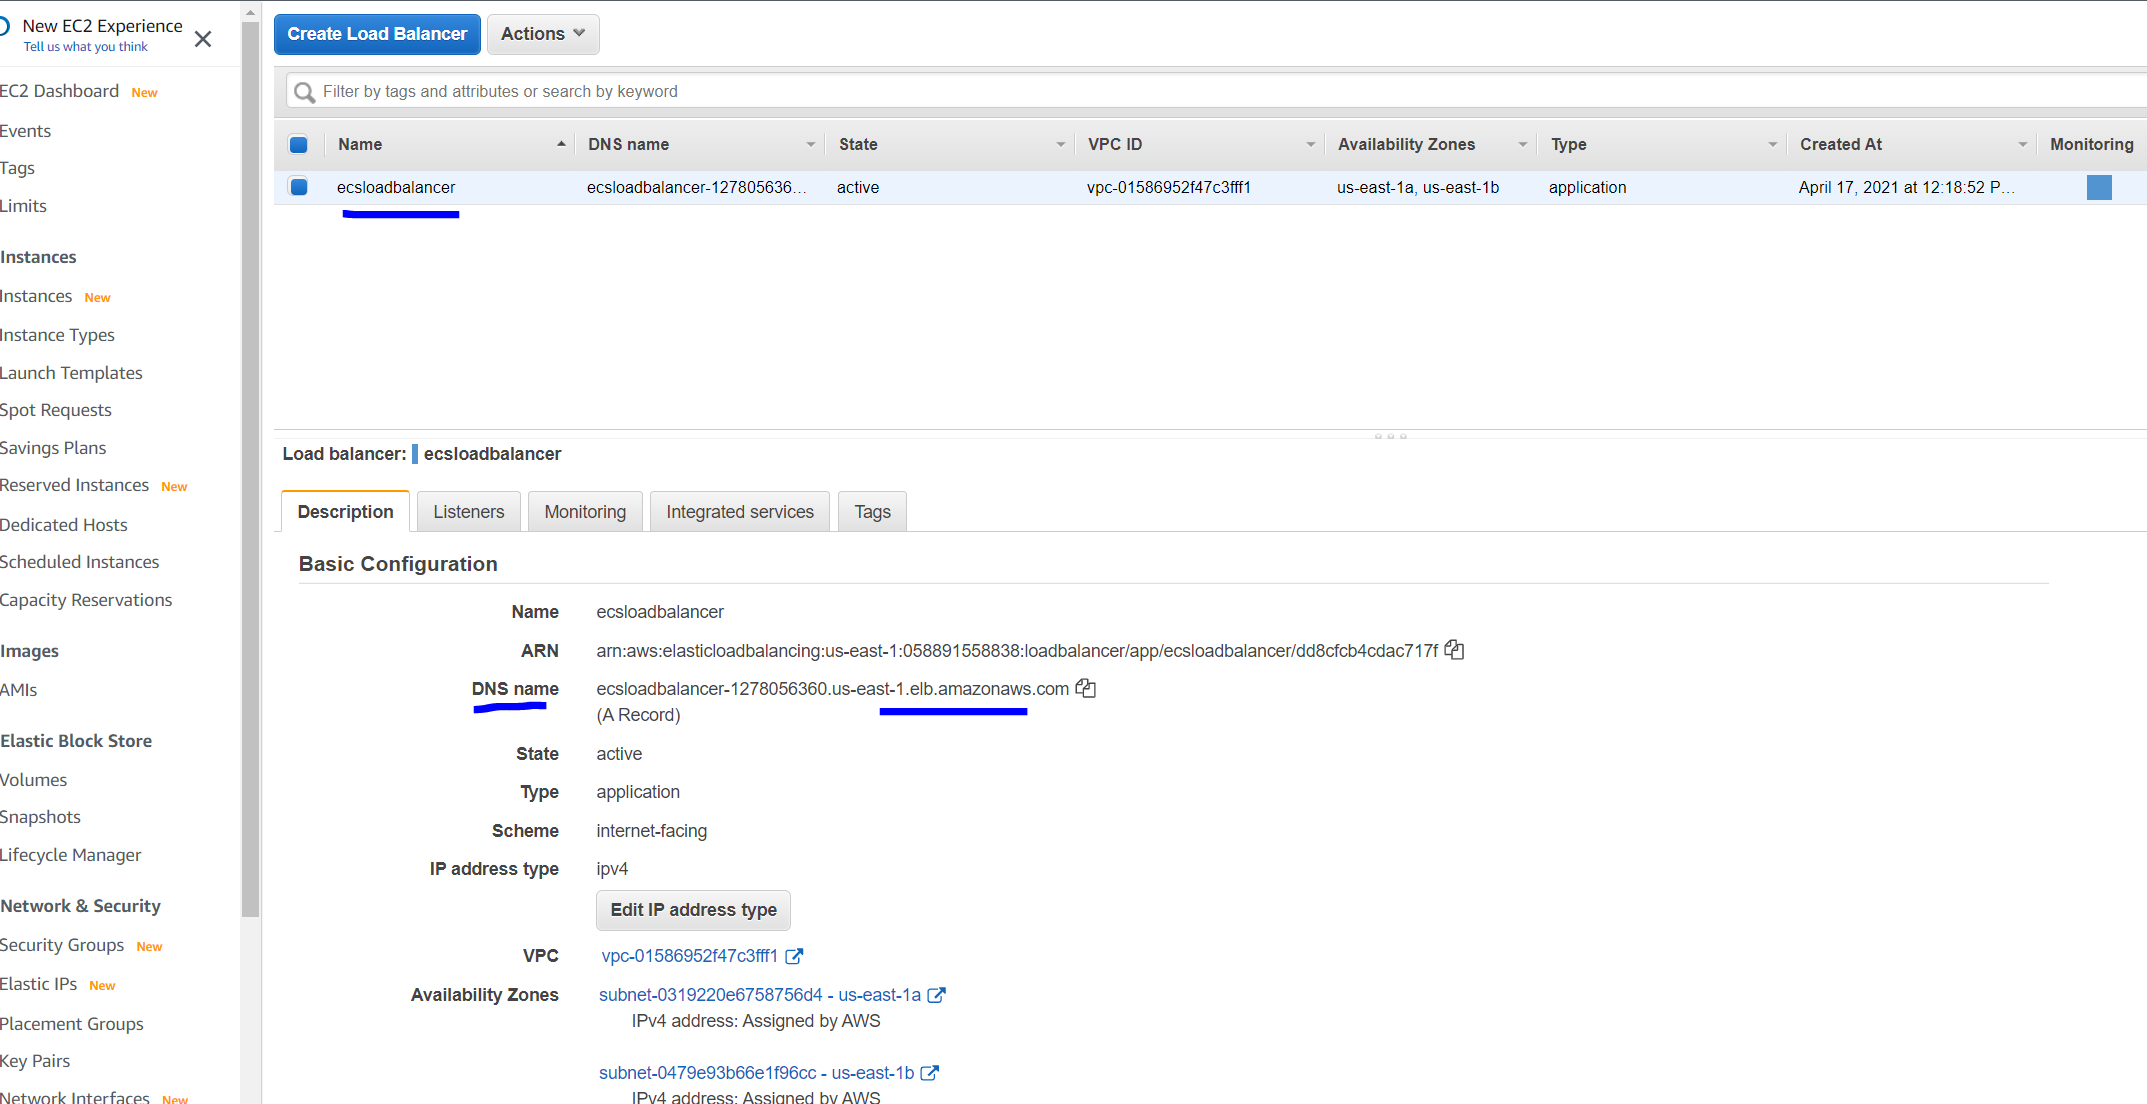 New EC2 Experience
Tell us what you think
EC2 Dashboard New
Events
Tags
Limits
Instances
Instances New
Instance Types
Launch Templates
Spot Requests
Savings Plans
Reserved Instances New
Dedicated Hosts
Scheduled Instances
Capacity Reservations
Images
AMIs
Elastic Block Store
Volumes
Snapshots
Lifecycle Manager
Network & Security
Security Groups New
Elastic IPs New
Placement Groups
Key Pairs
Network Interfaces New
Create Load Balancer Actions
Filter by tags and attributes or search by keyword
Name DNS name State VPC ID Availability Zones Type Created At Monitoring
ecsloadbalancer ecsloadbalancer-127805636... active vpc-01586952f47c3fff1 us-east-1a, us-east-1b application April 17, 2021 at 12:18:52 P...
Load balancer: ecsloadbalancer
Description Listeners Monitoring Integrated services Tags
Basic Configuration
Name ecsloadbalancer
ARN arn:aws:elasticloadbalancing:us-east-1:058891558838:loadbalancer/app/ecsloadbalancer/dd8cfcb4cdac717f
DNS name ecsloadbalancer-1278056360.us-east-1.elb.amazonaws.com
(A Record)
State active
Type application
Scheme internet-facing
IP address type ipv4
Edit IP address type
VPC vpc-01586952f47c3fff1
Availability Zones subnet-0319220e6758756d4 - us-east-1a
IPv4 address: Assigned by AWS
subnet-0479e93b66e1f96cc - us-east-1b
IPv4 address: Assigned by AWS